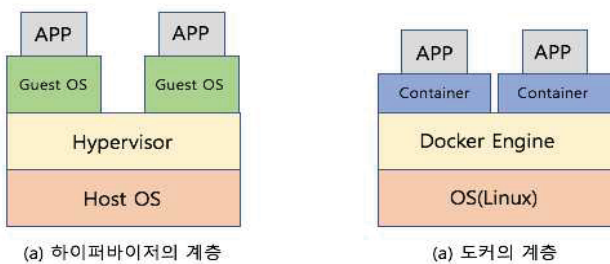 APP
APP
Guest OS
Guest OS
Hypervisor
Host OS
(a) 하이퍼바이저의 계층
APP
APP
Container
Container
Docker Engine
OS(Linux)
(a) 도커의 계층